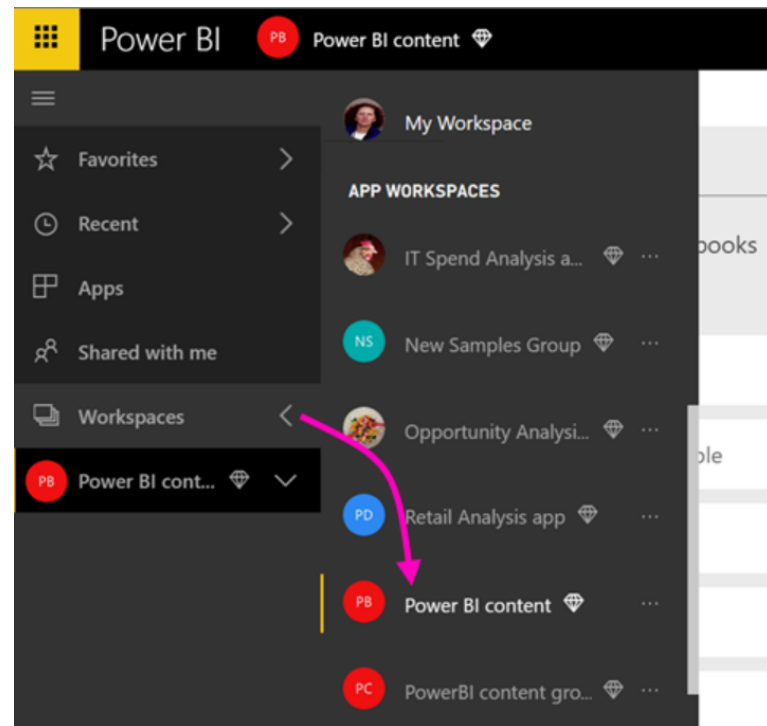 Power BI PB Power BI content
My Workspace
Favorites
APP WORKSPACES
Recent
IT Spend Analysis a... ...
ooks
Apps
NS New Samples Group ...
Shared with me
Workspaces
Opportunity Analysi... ...
ple
PB Power BI cont...
PD Retail Analysis app ...
PB Power BI content ...
PC PowerBI content gro... ...